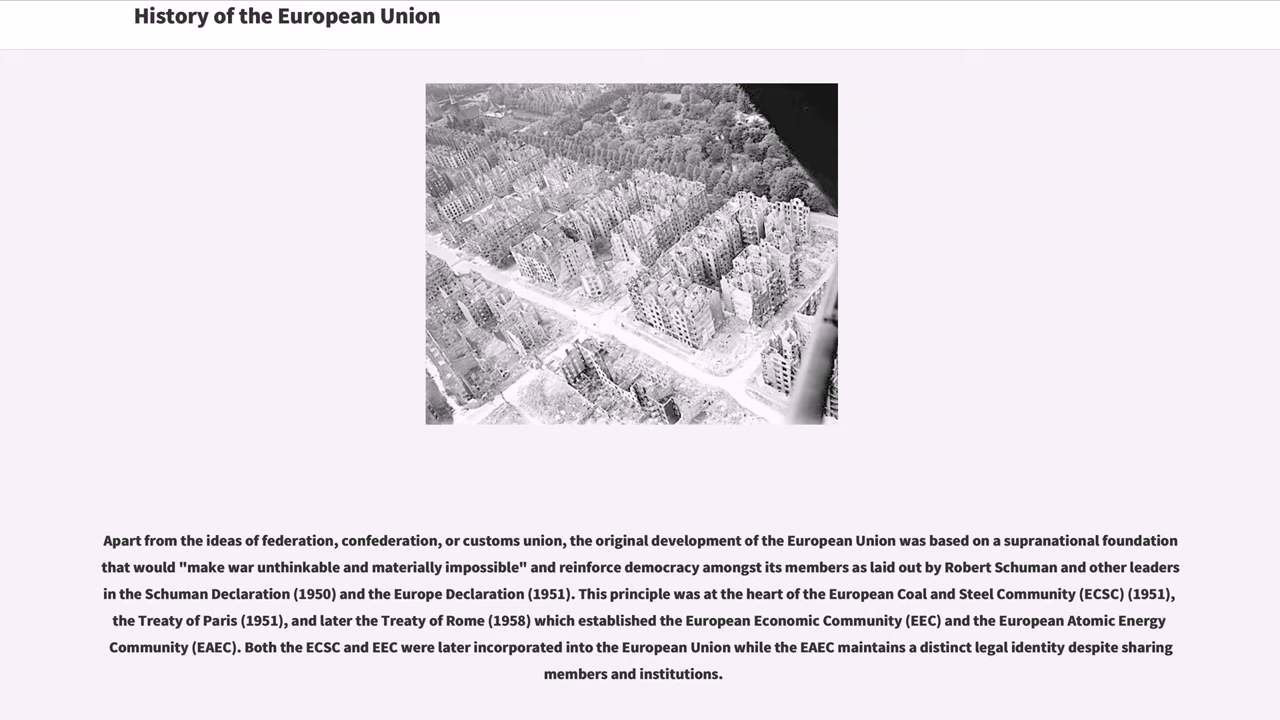 History of the European Union
Apart from the ideas of federation, confederation, or customs union, the original development of the European Union was based on a supranational foundation
that would "make war unthinkable and materially impossible" and reinforce democracy amongst its members as laid out by Robert Schuman and other leaders
in the Schuman Declaration (1950) and the Europe Declaration (1951). This principle was at the heart of the European Coal and Steel Community (ECSC) (1951),
the Treaty of Paris (1951), and later the Treaty of Rome (1958) which established the European Economic Community (EEC) and the European Atomic Energy
Community (EAEC). Both the ECSC and EEC were later incorporated into the European Union while the EAEC maintains a distinct legal identity despite sharing
members and institutions.